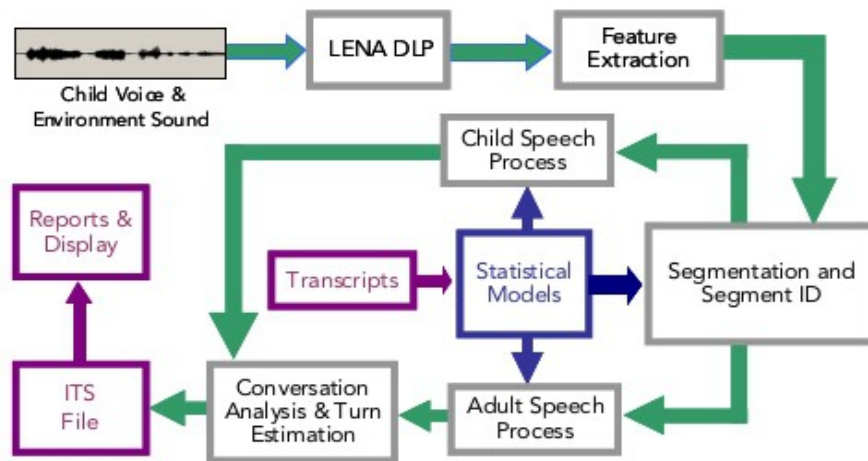 LENA DLP
Feature
Extraction
Child Voice &
Environment Sound
Child Speech
Process
Reports &
Display
Transcripts
Statistical
Models
Segmentation and
Segment ID
ITS
File
Conversation
Analysis & Turn
Estimation
Adult Speech
Process